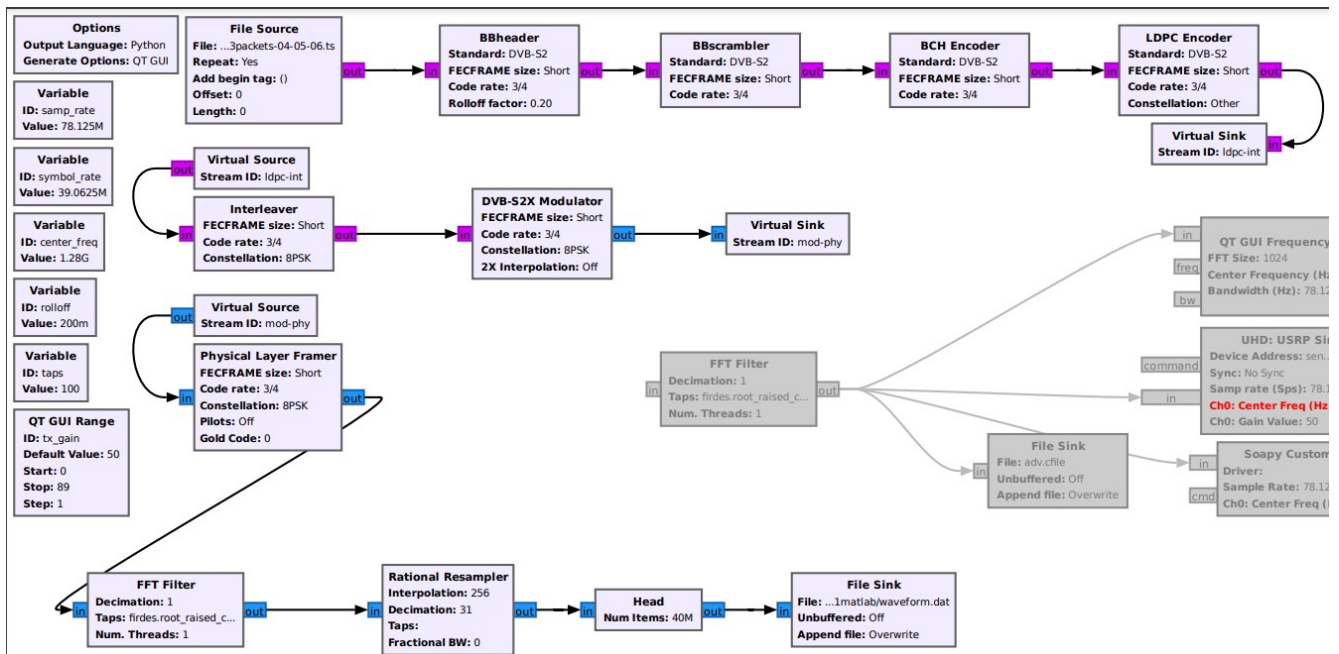 Options
Output Language: Python
Generate Options: QT GUI
Variable
ID: samp_rate
Value: 78.125M
Variable
ID: symbol_rate
Value: 39.0625M
Variable
ID: center_freq
Value: 1.28G
Variable
ID: rolloff
Value: 200m
Variable
ID: taps
Value: 100
QT GUI Range
ID: tx_gain
Default Value: 50
Start: 0
Stop: 89
Step: 1
File Source
File: ...3packets-04-05-06.ts
Repeat: Yes
Add begin tag: ()
Offset: 0
Length: 0
out
in
BBheader
Standard: DVB-S2
FECFRAME size: Short
Code rate: 3/4
Rolloff factor: 0.20
out
in
BBscrambler
Standard: DVB-S2
FECFRAME size: Short
Code rate: 3/4
out
in
BCH Encoder
Standard: DVB-S2
FECFRAME size: Short
Code rate: 3/4
out
in
LDPC Encoder
Standard: DVB-S2
FECFRAME size: Short
Code rate: 3/4
Constellation: Other
out
Virtual Sink
Stream ID: ldpc-int
in
out
Virtual Source
Stream ID: ldpc-int
in
Interleaver
FECFRAME size: Short
Code rate: 3/4
Constellation: 8PSK
out
in
DVB-S2X Modulator
FECFRAME size: Short
Code rate: 3/4
Constellation: 8PSK
2X Interpolation: Off
out
in
Virtual Sink
Stream ID: mod-phy
out
Virtual Source
Stream ID: mod-phy
in
Physical Layer Framer
FECFRAME size: Short
Code rate: 3/4
Constellation: 8PSK
Pilots: Off
Gold Code: 0
out
in
FFT Filter
Decimation: 1
Taps: firdes.root_raised_c...
Num. Threads: 1
out
in
freq
bw
QT GUI Frequency
FFT Size: 1024
Center Frequency (Hz
Bandwidth (Hz): 78.12
command
in
UHD: USRP Sin
Device Address: sen...
Sync: No Sync
Samp rate (Sps): 78.1
Ch0: Center Freq (Hz
Ch0: Gain Value: 50
in
File Sink
File: adv.cfile
Unbuffered: Off
Append file: Overwrite
in
cmd
Soapy Custom
Driver:
Sample Rate: 78.12
Ch0: Center Freq (
in
FFT Filter
Decimation: 1
Taps: firdes.root_raised_c...
Num. Threads: 1
out
in
Rational Resampler
Interpolation: 256
Decimation: 31
Taps:
Fractional BW: 0
out
in
Head
Num Items: 40M
out
in
File Sink
File: ...1matlab/waveform.dat
Unbuffered: Off
Append file: Overwrite